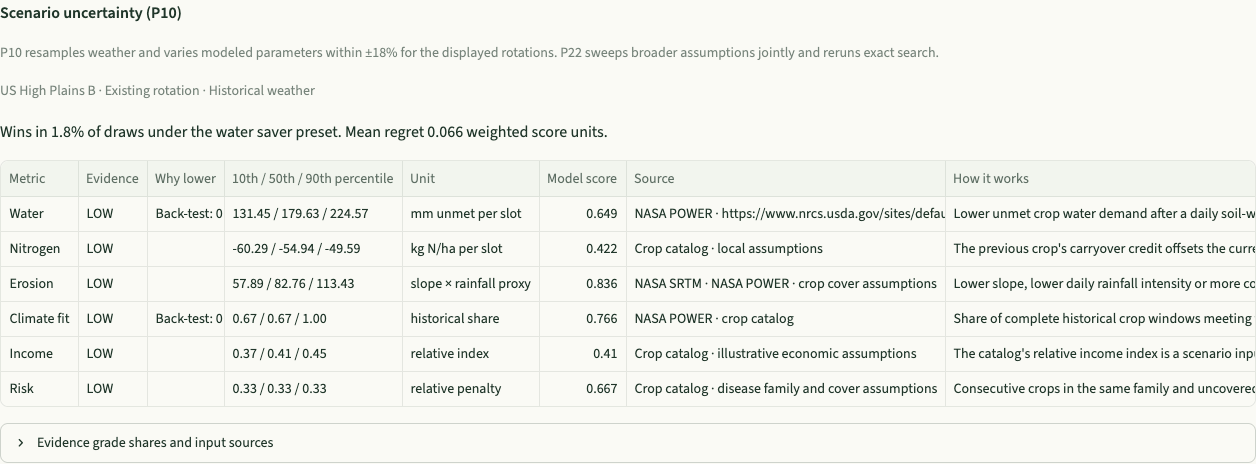 Scenario uncertainty (P10)
P10 resamples weather and varies modeled parameters within ±18% for the displayed rotations. P22 sweeps broader assumptions jointly and reruns exact search.
US High Plains B · Existing rotation · Historical weather
Wins in 1.8% of draws under the water saver preset. Mean regret 0.066 weighted score units.
Metric Evidence Why lower 10th / 50th / 90th percentile Unit Model score Source How it works
Water LOW Back-test: 0 131.45 / 179.63 / 224.57 mm unmet per slot 0.649 NASA POWER · https://www.nrcs.usda.gov/sites/defau Lower unmet crop water demand after a daily soil-w
Nitrogen LOW -60.29 / -54.94 / -49.59 kg N/ha per slot 0.422 Crop catalog · local assumptions The previous crop's carryover credit offsets the curre
Erosion LOW 57.89 / 82.76 / 113.43 slope × rainfall proxy 0.836 NASA SRTM · NASA POWER · crop cover assumptions Lower slope, lower daily rainfall intensity or more co
Climate fit LOW Back-test: 0 0.67 / 0.67 / 1.00 historical share 0.766 NASA POWER · crop catalog Share of complete historical crop windows meeting
Income LOW 0.37 / 0.41 / 0.45 relative index 0.41 Crop catalog · illustrative economic assumptions The catalog's relative income index is a scenario inpu
Risk LOW 0.33 / 0.33 / 0.33 relative penalty 0.667 Crop catalog · disease family and cover assumptions Consecutive crops in the same family and uncovered
Evidence grade shares and input sources